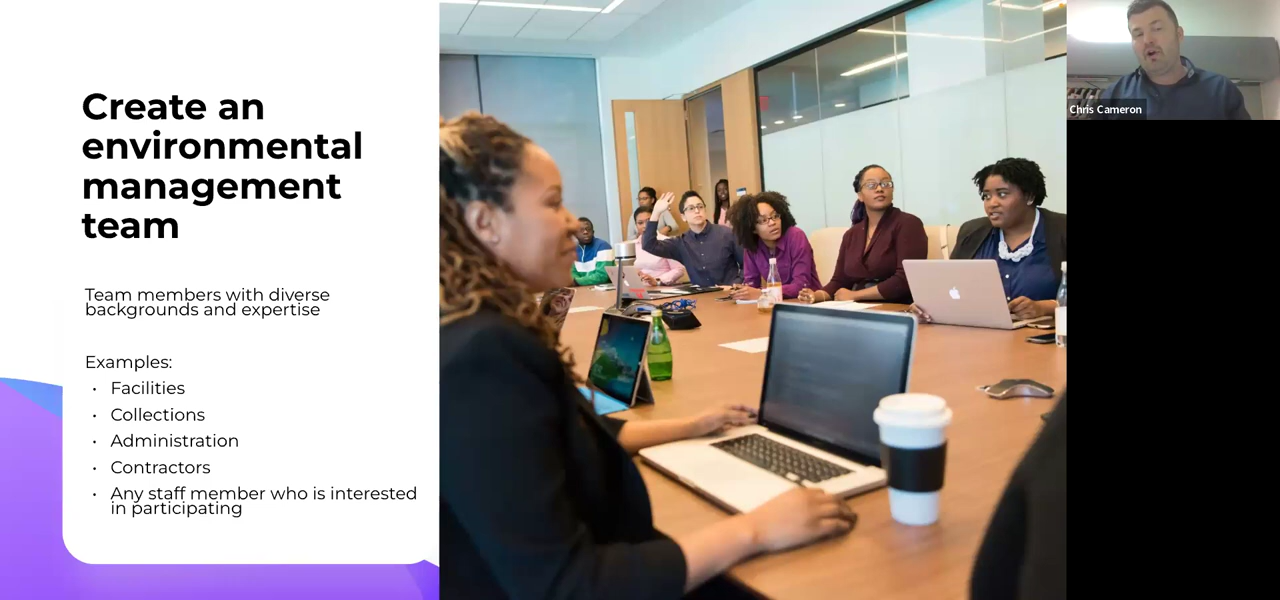 Create an
environmental
management
team
Team members with diverse
backgrounds and expertise
Examples:
• Facilities
• Collections
• Administration
• Contractors
• Any staff member who is interested
in participating
Chris Cameron